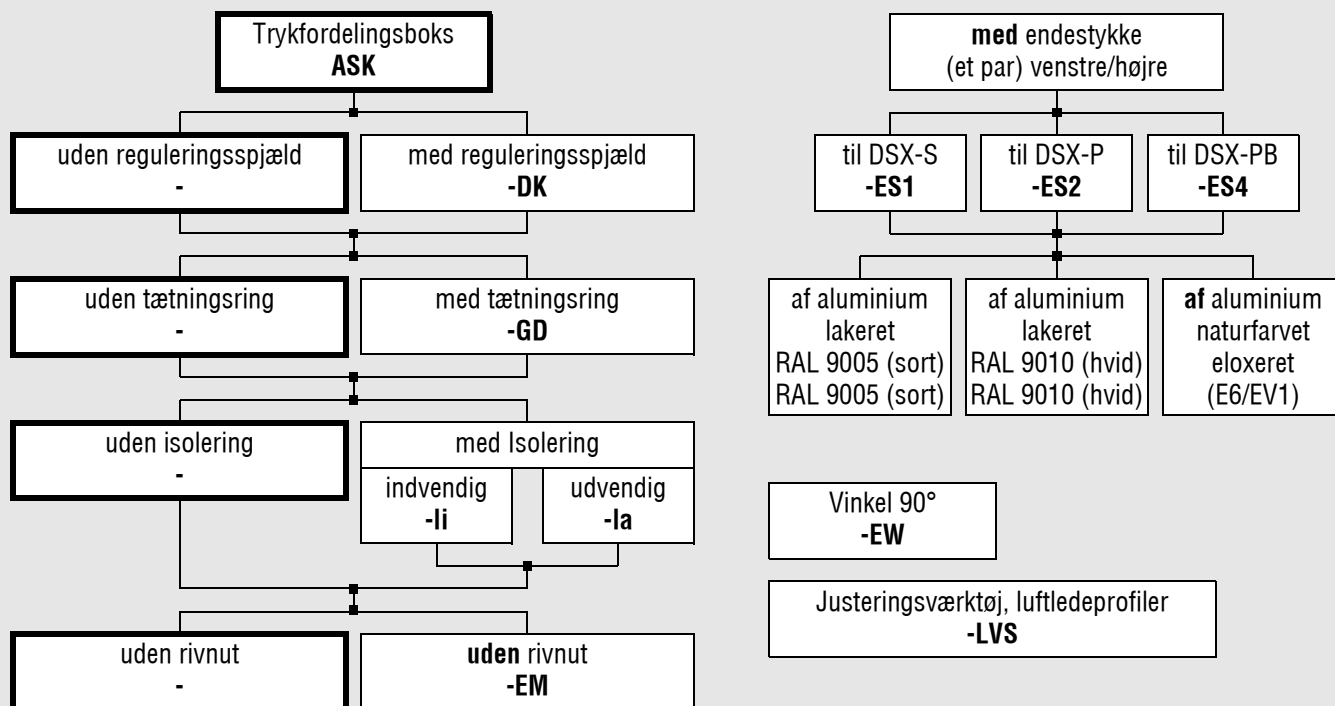 Trykfordelingsboks
ASK
uden reguleringsspjæld
-
med reguleringsspjæld
-DK
uden tætningsring
-
med tætningsring
-GD
uden isolering
-
med Isolering
indvendig
-Ii
udvendig
-Ia
uden rivnut
-
uden rivnut
-EM
med endestykke
(et par) venstre/højre
til DSX-S
-ES1
til DSX-P
-ES2
til DSX-PB
-ES4
af aluminium
lakeret
RAL 9005 (sort)
RAL 9005 (sort)
af aluminium
lakeret
RAL 9010 (hvid)
RAL 9010 (hvid)
af aluminium
naturfarvet
eloxeret
(E6/EV1)
Vinkel 90°
-EW
Justeringsværktøj, luftledeprofiler
-LVS